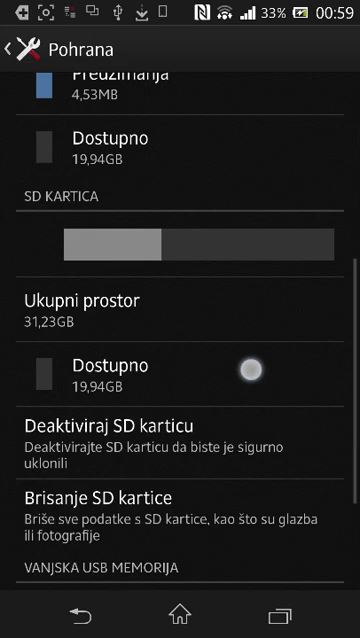 33% 00:59
Pohrana
Preuzimanja
4,53MB
Dostupno
19,94GB
SD KARTICA
Ukupni prostor
31,23GB
Dostupno
19,94GB
Deaktiviraj SD karticu
Deaktivirajte SD karticu da biste je sigurno
uklonili
Brisanje SD kartice
Briše sve podatke s SD kartice, kao što su glazba
ili fotografije
VANJSKA USB MEMORIJA